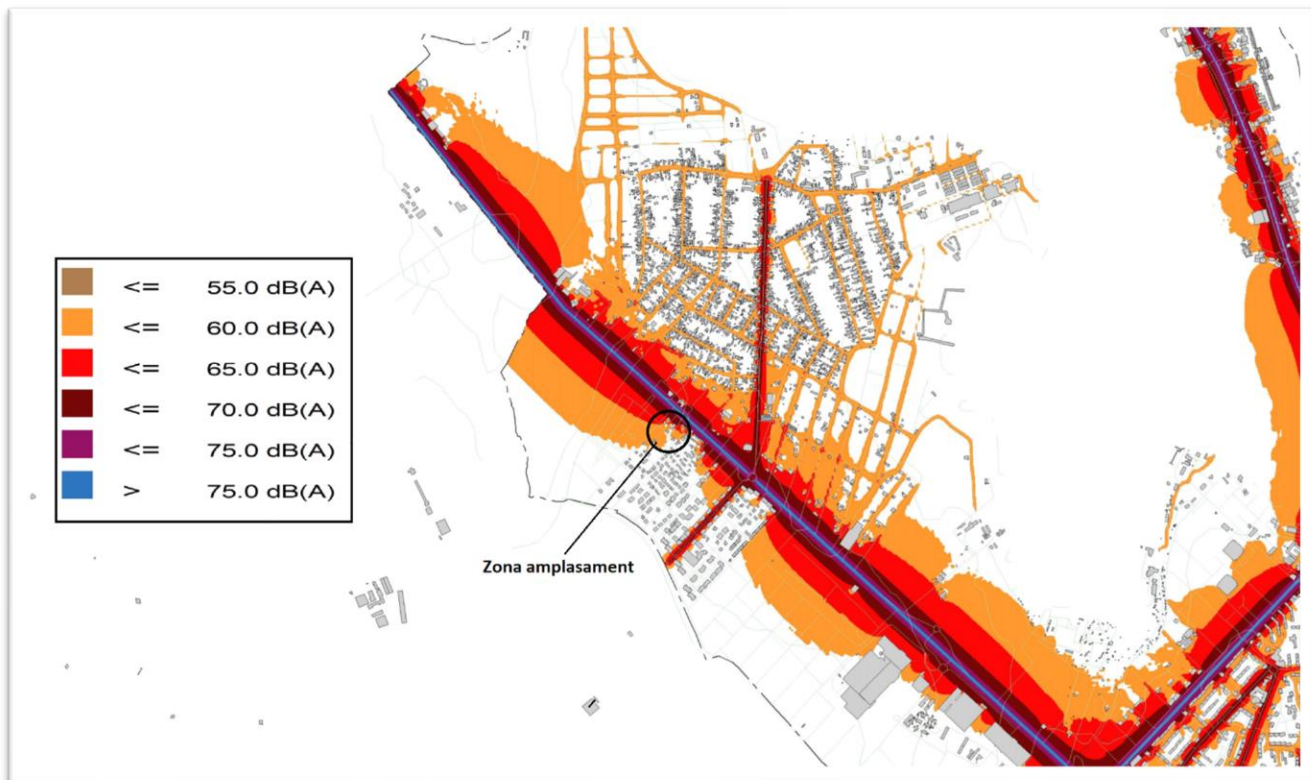 <= 55.0 dB(A)
<= 60.0 dB(A)
<= 65.0 dB(A)
<= 70.0 dB(A)
<= 75.0 dB(A)
> 75.0 dB(A)
Zona amplasament